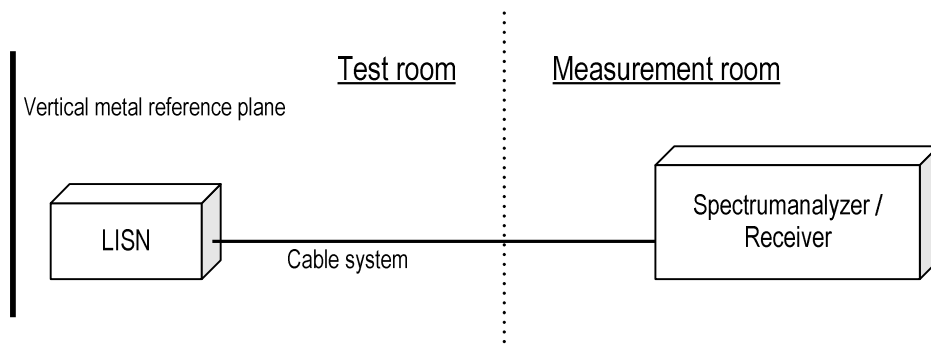 Test room
Measurement room
Vertical metal reference plane
LISN
Cable system
Spectrumanalyzer /
Receiver